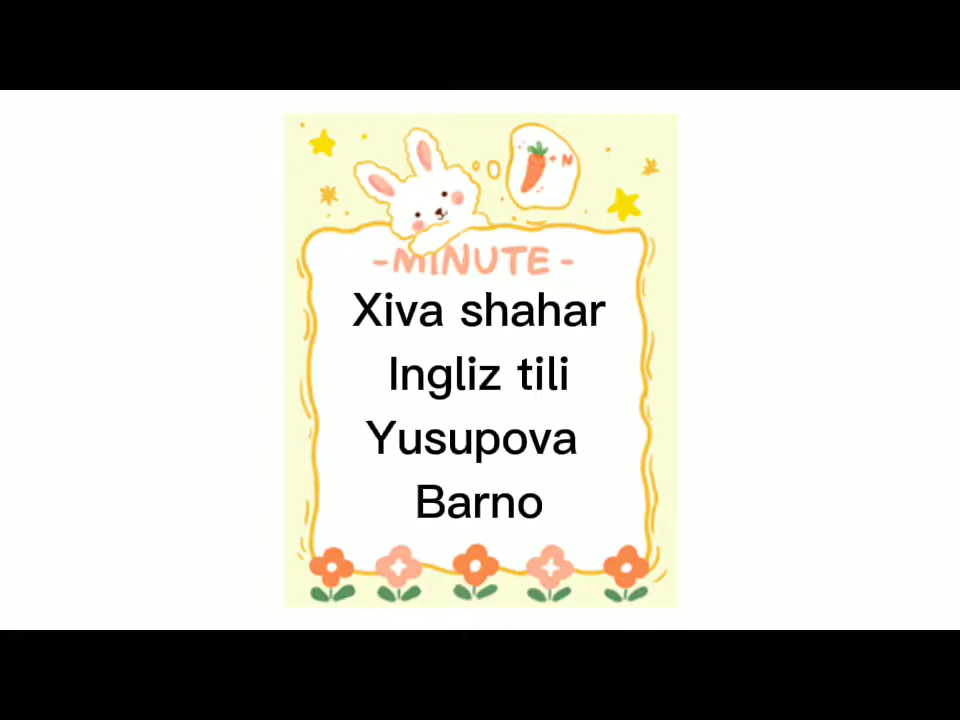 + N
- MINUTE -
Xiva shahar
Ingliz tili
Yusupova
Barno